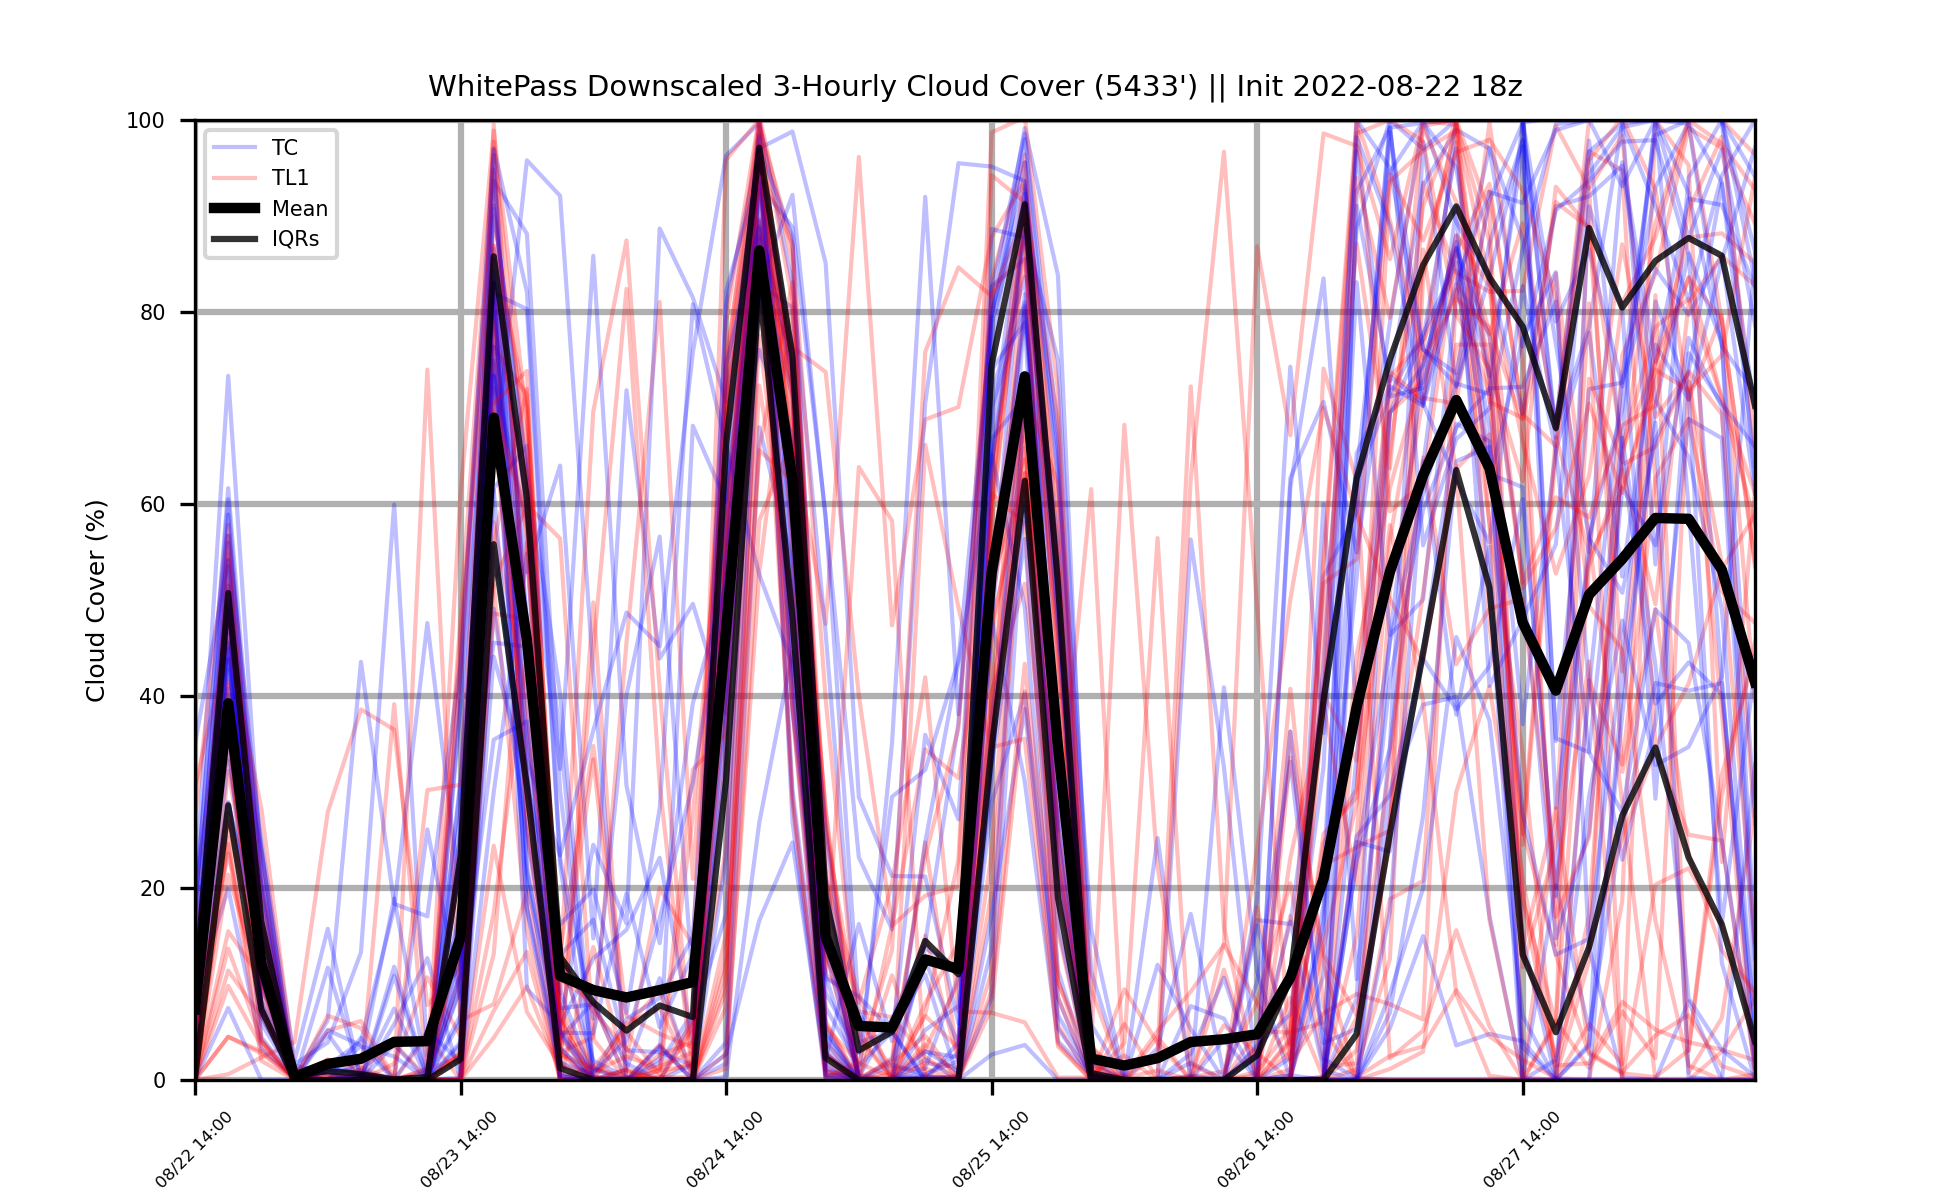 WhitePass Downscaled 3-Hourly Cloud Cover (5433') || Init 2022-08-22 18z
100
80
60
40
20
0
Cloud Cover (%)
TC
TL1
Mean
IQRs
08/22 14:00
08/23 14:00
08/24 14:00
08/25 14:00
08/26 14:00
08/27 14:00